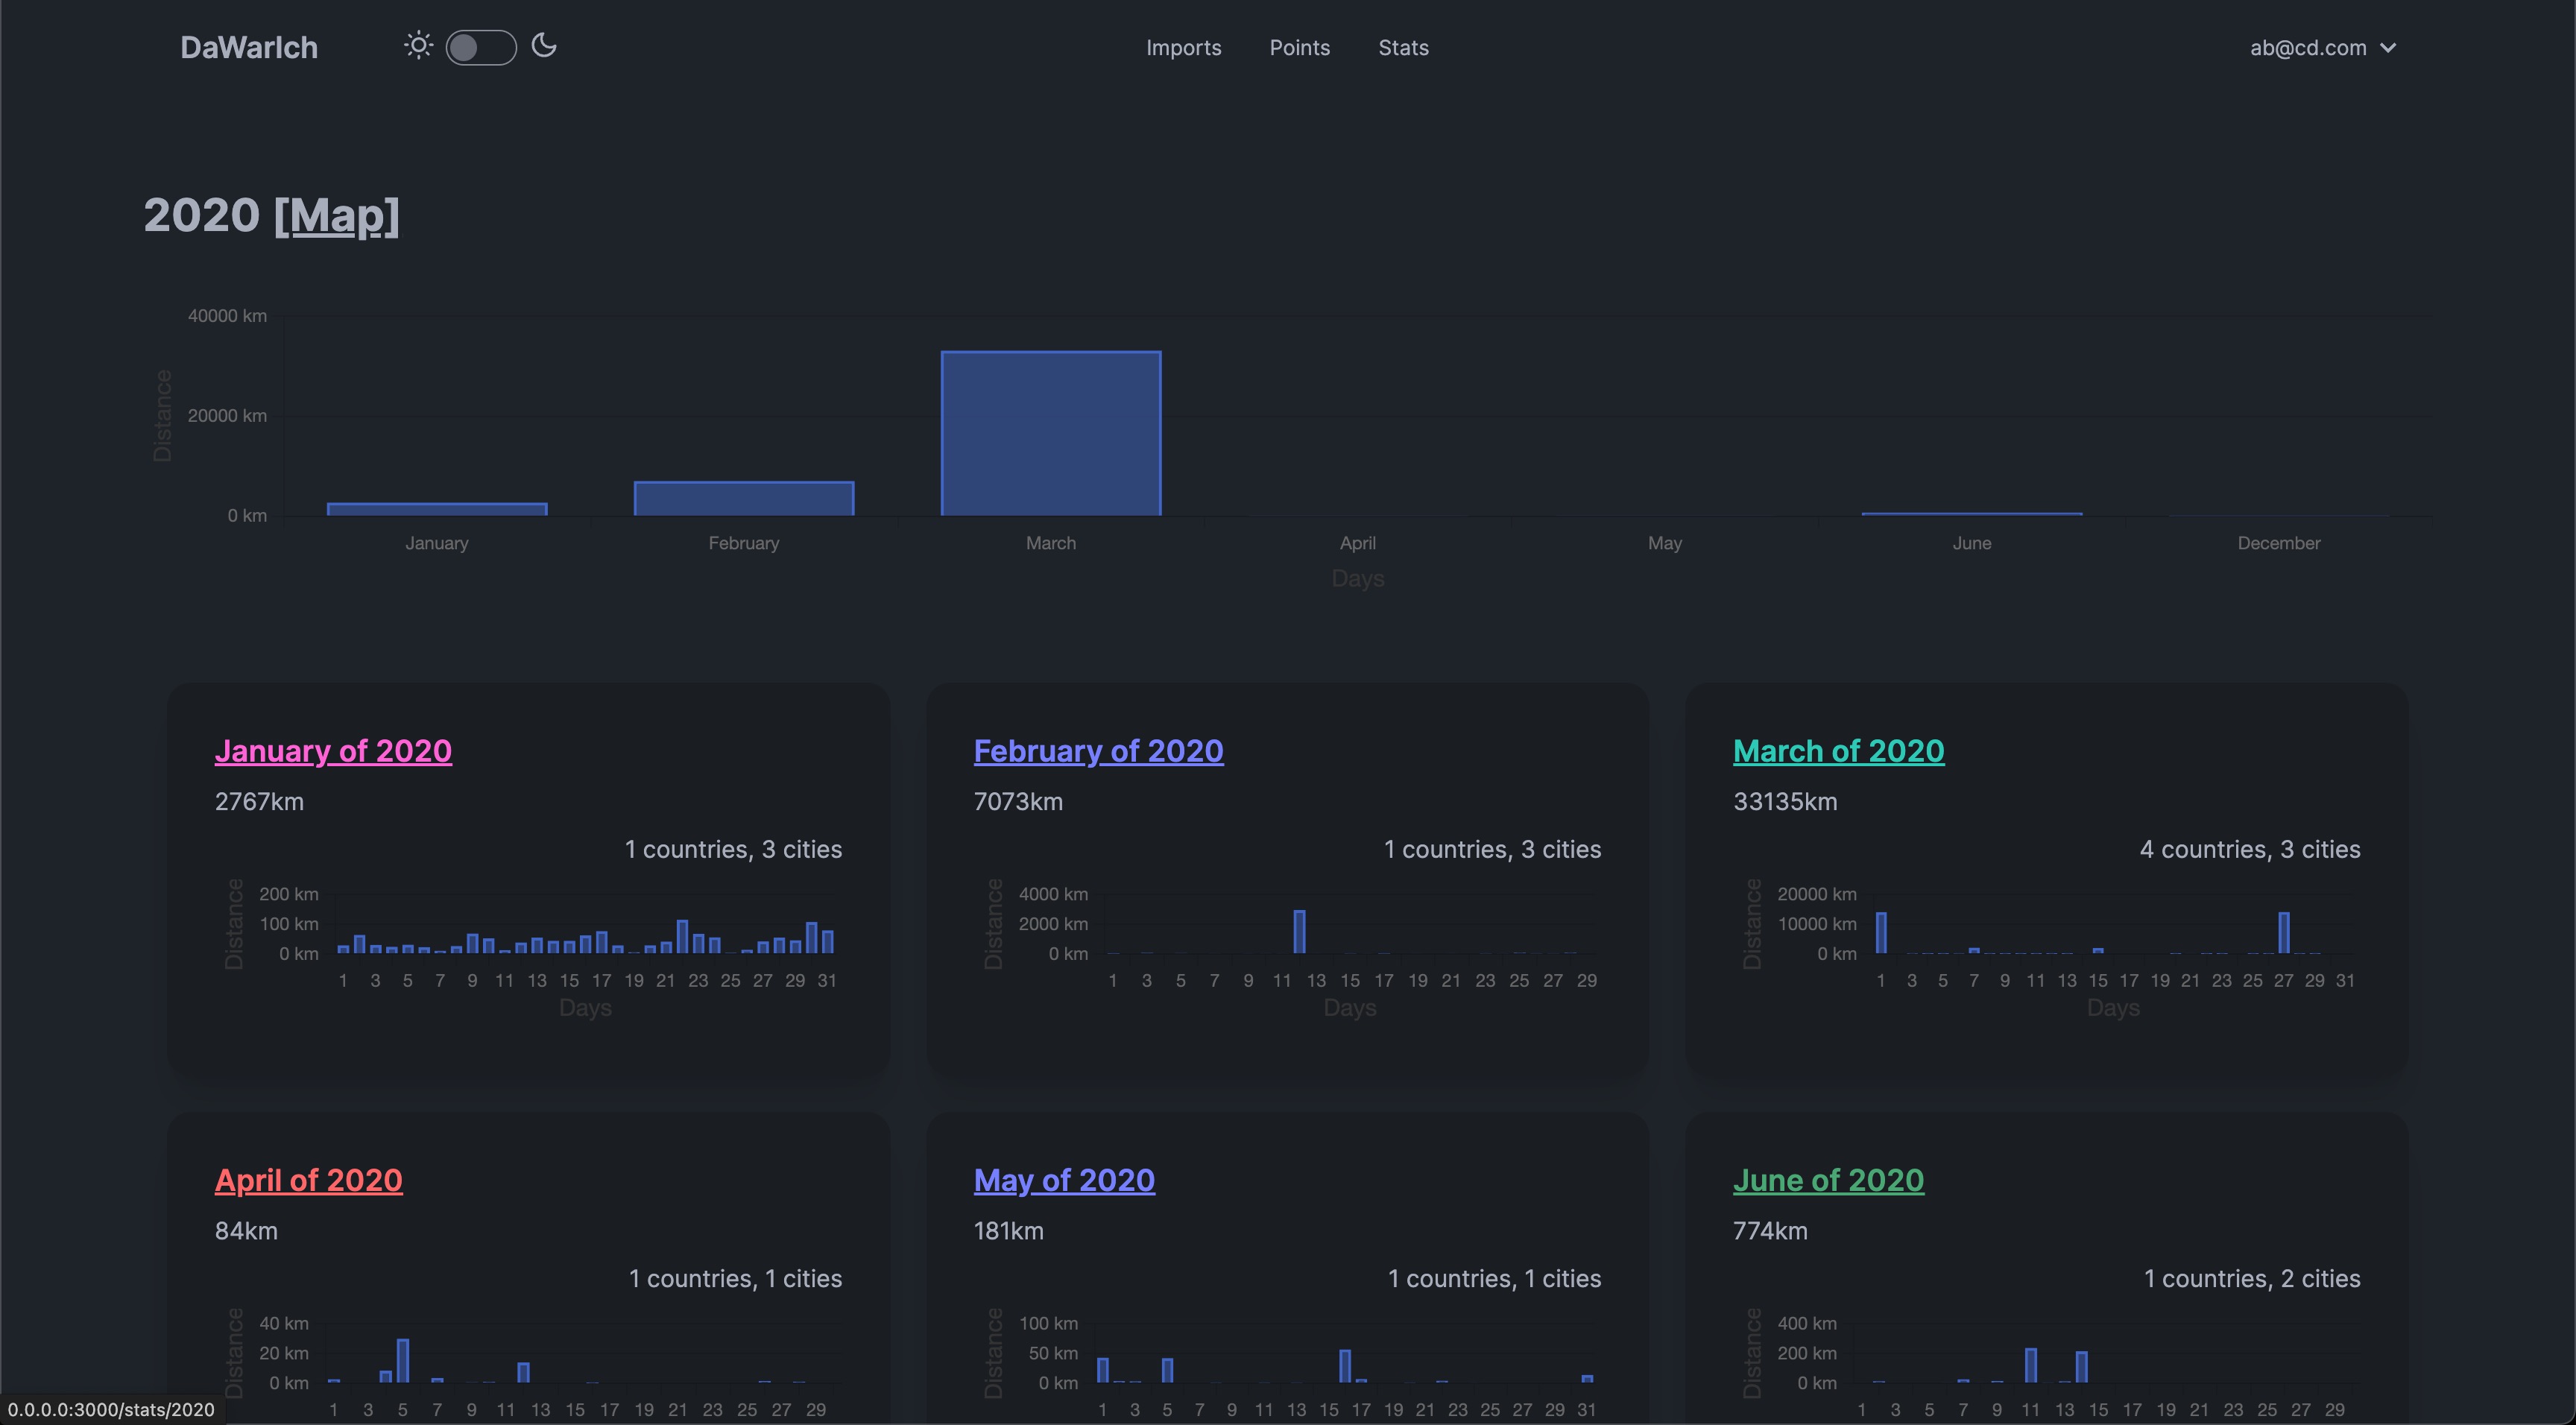 DaWarIch
Imports Points Stats
ab@cd.com
2020 [Map]
40000 km
20000 km
0 km
Distance
January February March April May June December
Days
January of 2020
2767km
1 countries, 3 cities
200 km
100 km
0 km
Distance
1 3 5 7 9 11 13 15 17 19 21 23 25 27 29 31
Days
February of 2020
7073km
1 countries, 3 cities
4000 km
2000 km
0 km
Distance
1 3 5 7 9 11 13 15 17 19 21 23 25 27 29
Days
March of 2020
33135km
4 countries, 3 cities
20000 km
10000 km
0 km
Distance
1 3 5 7 9 11 13 15 17 19 21 23 25 27 29 31
Days
April of 2020
84km
1 countries, 1 cities
40 km
20 km
0 km
Distance
1 3 5 7 9 11 13 15 17 19 21 23 25 27 29
May of 2020
181km
1 countries, 1 cities
100 km
50 km
0 km
Distance
1 3 5 7 9 11 13 15 17 19 21 23 25 27 29 31
June of 2020
774km
1 countries, 2 cities
400 km
200 km
0 km
Distance
1 3 5 7 9 11 13 15 17 19 21 23 25 27 29
0.0.0.0:3000/stats/2020